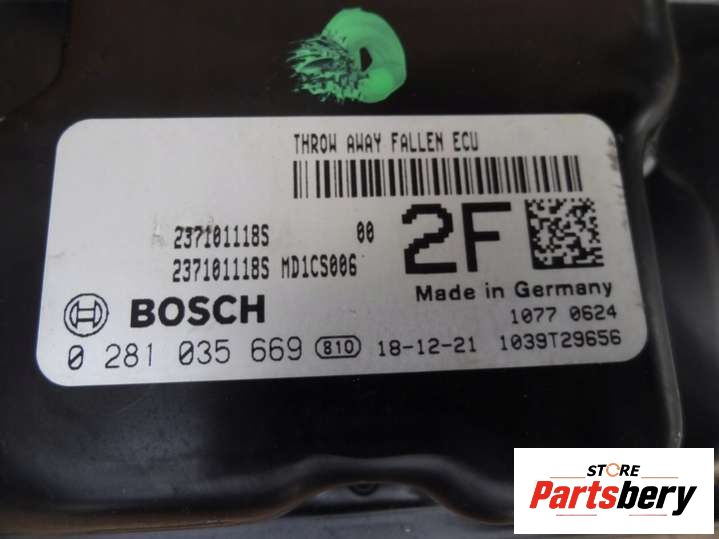 THROW AWAY FALLEN ECU
237101118S 00
237101118S MD1CS006
2F
Made in Germany
BOSCH
1077 0624
0 281 035 669 810 18-12-21 1039T29656
STORE
Partsbery